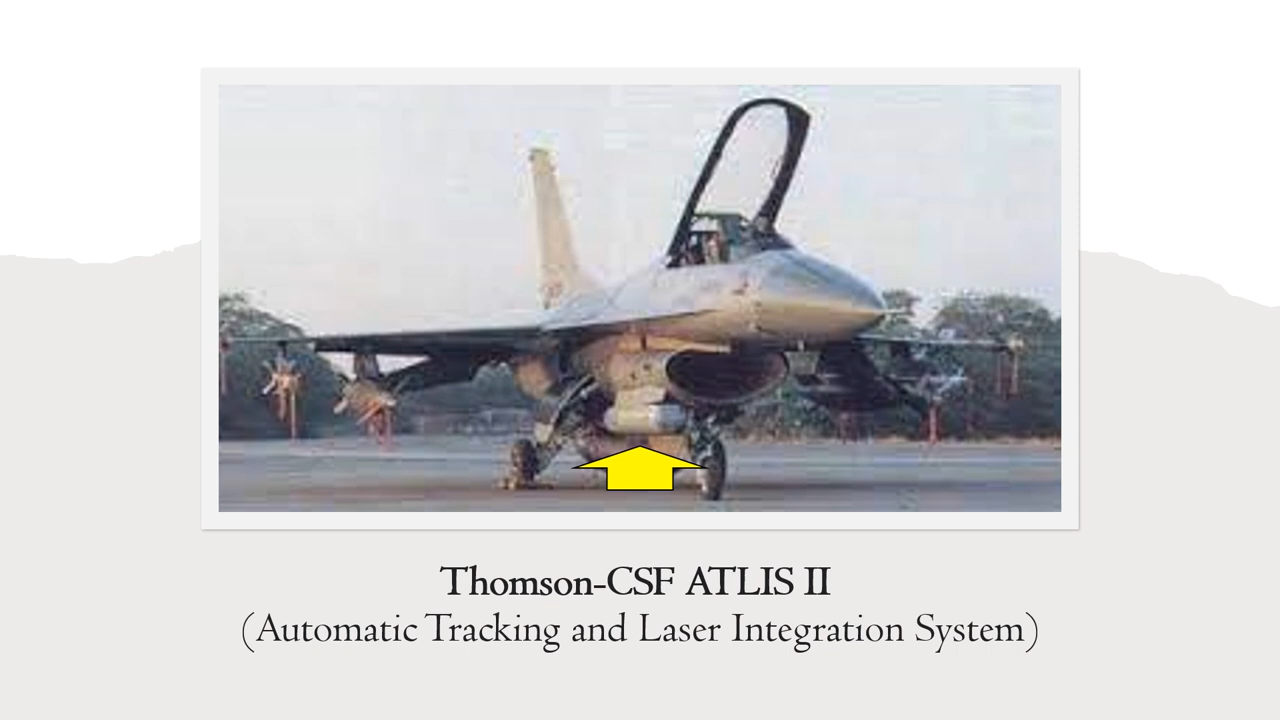 Thomson-CSF ATLIS II
(Automatic Tracking and Laser Integration System)